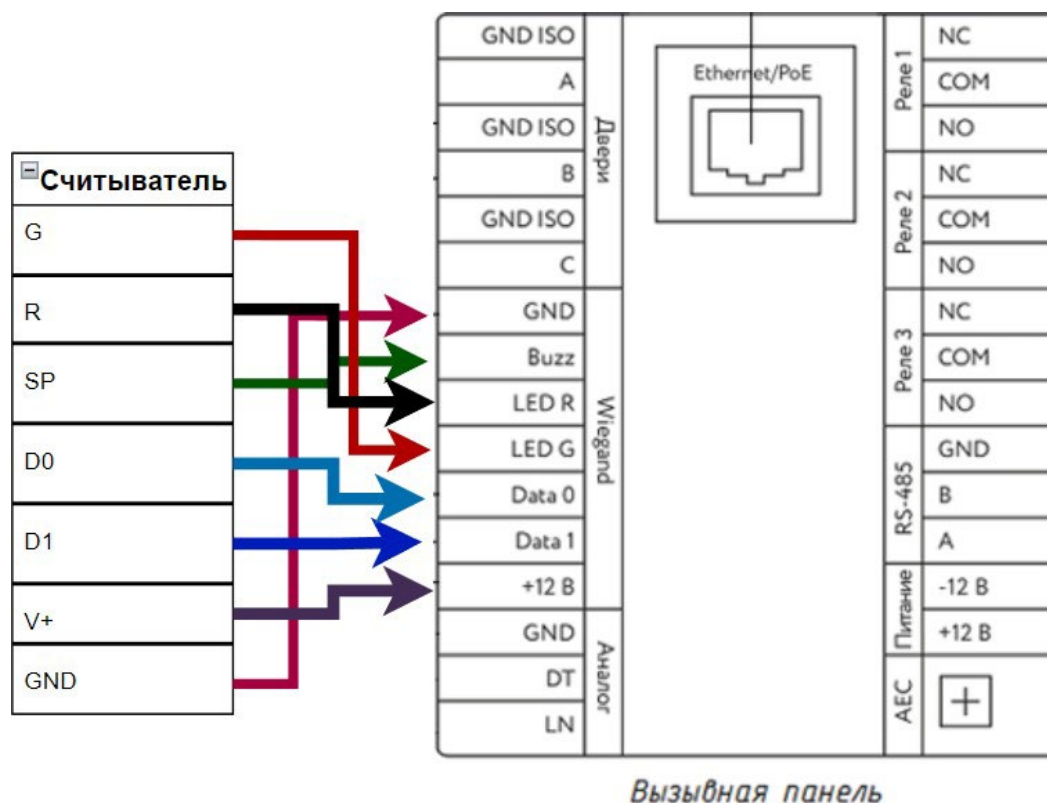 Считыватель
G
R
SP
D0
D1
V+
GND
GND ISO
A
GND ISO
B
GND ISO
C
Двери
GND
Buzz
LED R
LED G
Data 0
Data 1
+12 В
Wiegand
GND
DT
LN
Аналог
Ethernet/PoE
Реле 1
NC
COM
NO
Реле 2
NC
COM
NO
Реле 3
NC
COM
NO
RS-485
GND
B
A
Питание
-12 В
+12 В
АЕС
Вызывная панель